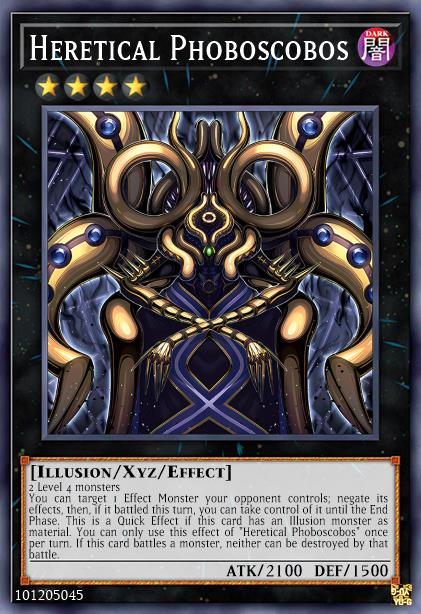 HERETICAL PHOBOSCOBOS
DARK
闇
[ILLUSION/XYZ/EFFECT]
2 Level 4 monsters
You can target 1 Effect Monster your opponent controls; negate its
effects, then, if it battled this turn, you can take control of it until the End
Phase. This is a Quick Effect if this card has an Illusion monster as
material. You can only use this effect of "Heretical Phoboscobos" once
per turn. If this card battles a monster, neither can be destroyed by that
battle.
ATK/2100 DEF/1500
101205045